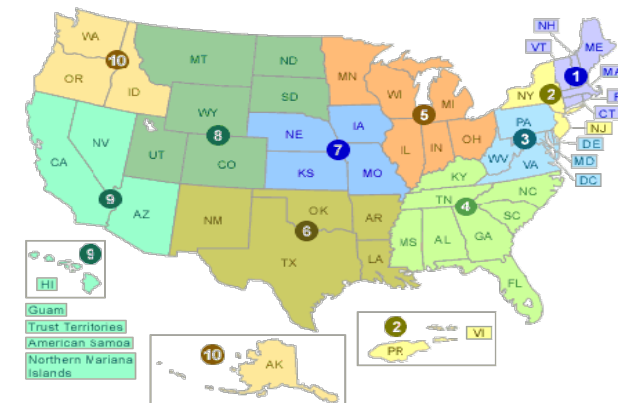 NH
VT
ME
WA
MT
ND
MN
10
1
MA
OR
ID
SD
WI
MI
NY
2
5
WY
CT
8
IA
PA
NJ
NE
3
NV
7
IL
IN
OH
DE
UT
CO
WV
VA
MD
CA
KS
MO
KY
DC
9
NC
TN
4
OK
AR
SC
AZ
NM
6
MS
AL
GA
9
TX
LA
HI
FL
Guam
Trust Territories
American Samoa
Northern Mariana
Islands
10
AK
2
VI
PR